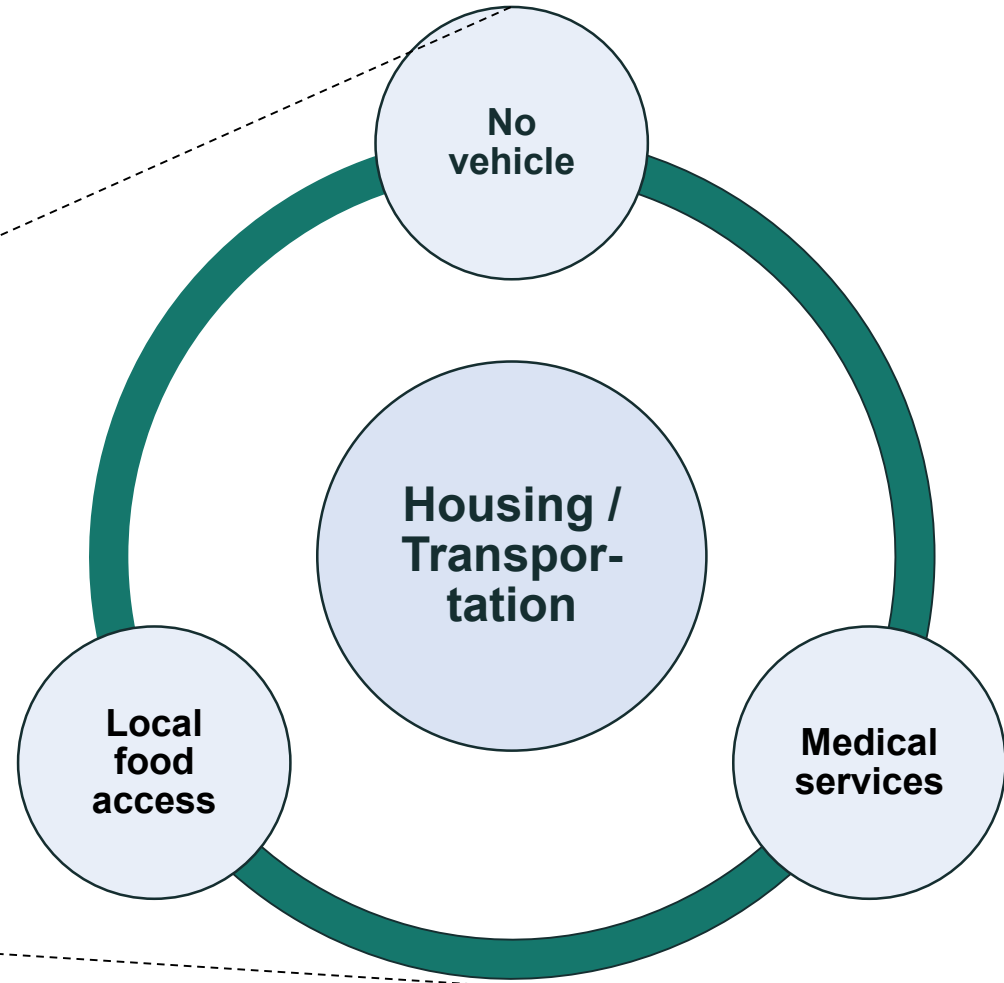 No
vehicle
Housing /
Transpor-
tation
Local
food
access
Medical
services